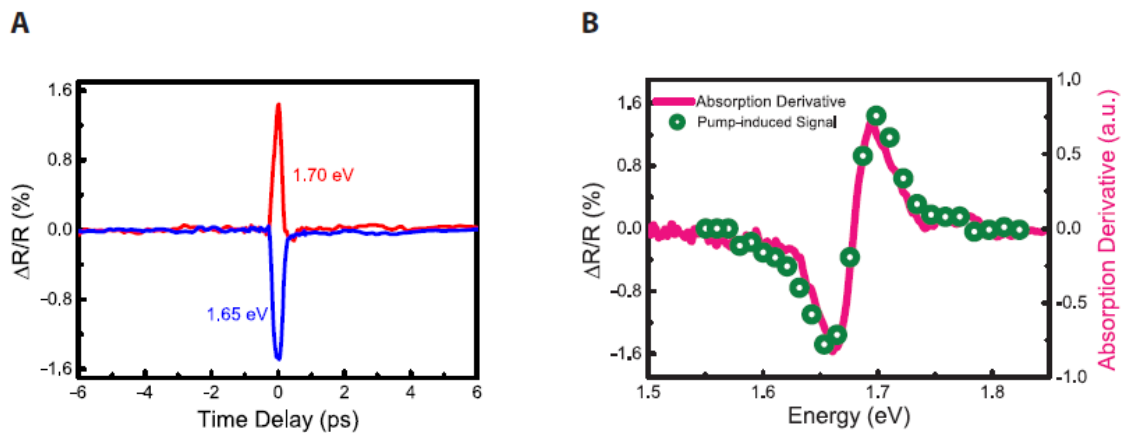 A
ΔR/R (%)
1.6
0.8
0.0
−0.8
−1.6
1.70 eV
1.65 eV
−6
−4
−2
0
2
4
6
Time Delay (ps)
B
ΔR/R (%)
1.6
0.8
0.0
−0.8
−1.6
Absorption Derivative
Pump-induced Signal
1.0
0.5
0
−0.5
−1.0
Absorption Derivative (a.u.)
1.5
1.6
1.7
1.8
Energy (eV)